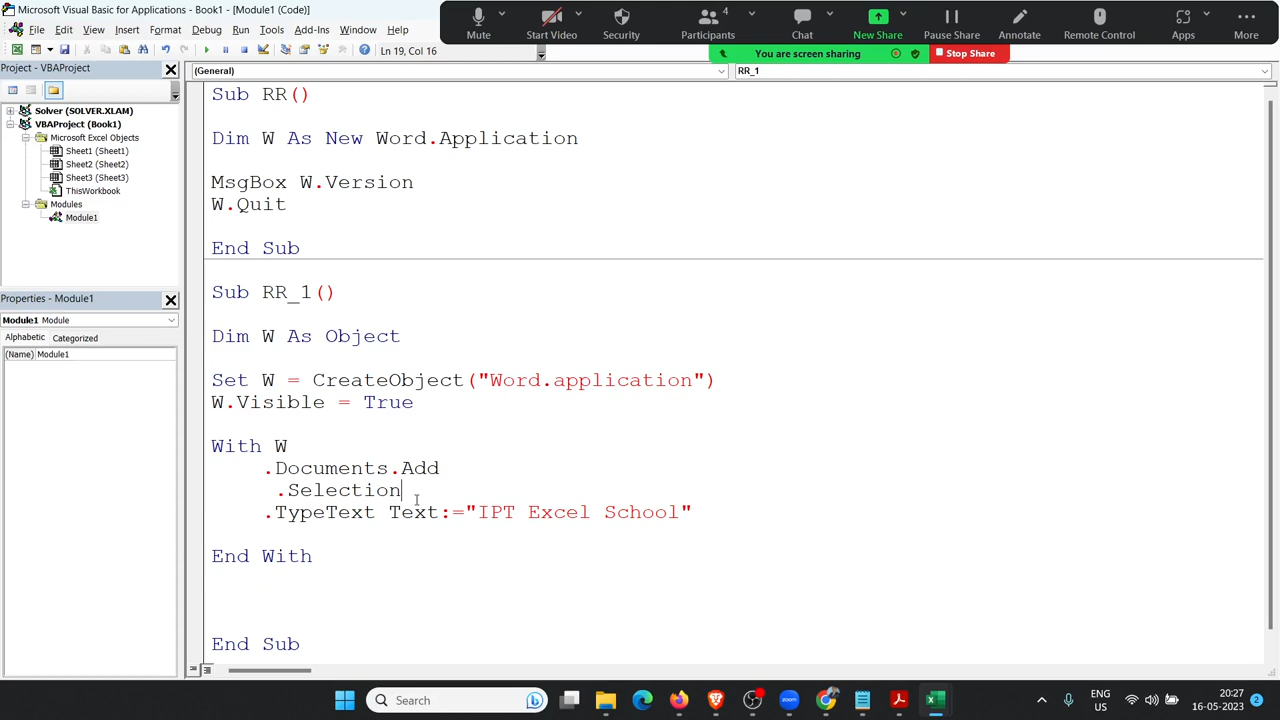 Microsoft Visual Basic for Applications - Book1 - [Module1 (Code)]
File Edit View Insert Format Debug Run Tools Add-Ins Window Help
Ln 19, Col 16
Mute
Start Video
Security
4
Participants
Chat
New Share
Pause Share
Annotate
Remote Control
Apps
More
You are screen sharing
Stop Share
Project - VBAProject
Solver (SOLVER.XLAM)
VBAProject (Book1)
Microsoft Excel Objects
Sheet1 (Sheet1)
Sheet2 (Sheet2)
Sheet3 (Sheet3)
ThisWorkbook
Modules
Module1
Properties - Module1
Module1 Module
Alphabetic Categorized
(Name) Module1
(General)
RR_1
Sub RR()
Dim W As New Word.Application
MsgBox W.Version
W.Quit
End Sub
Sub RR_1()
Dim W As Object
Set W = CreateObject("Word.application")
W.Visible = True
With W
.Documents.Add
.Selection
.TypeText Text:="IPT Excel School"
End With
End Sub
Search
zoom
ENG
US
20:27
16-05-2023
2